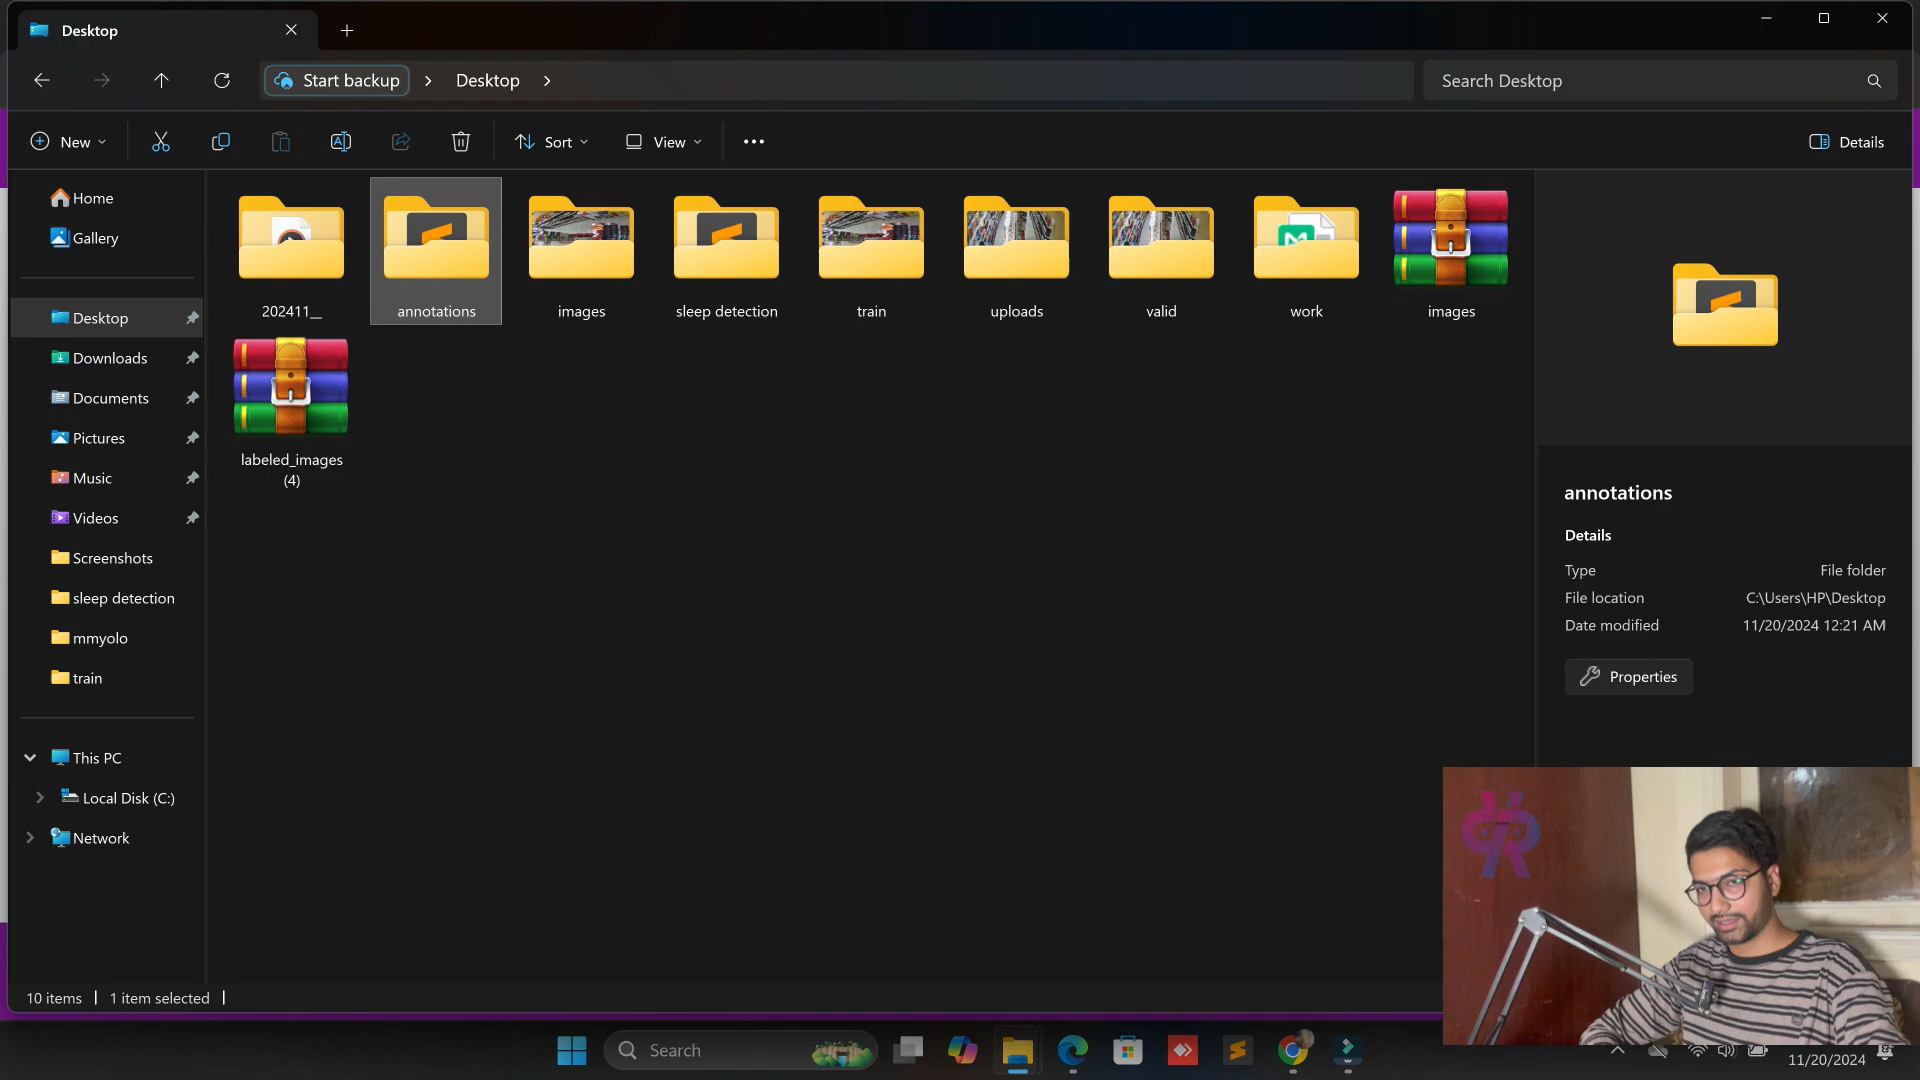 Desktop
Start backup
Desktop
Search Desktop
New
Sort
View
Details
Home
Gallery
Desktop
Downloads
Documents
Pictures
Music
Videos
Screenshots
sleep detection
mmyolo
train
This PC
Local Disk (C:)
Network
202411__
annotations
images
sleep detection
train
uploads
valid
work
images
labeled_images
(4)
annotations
Details
Type File folder
File location C:\Users\HP\Desktop
Date modified 11/20/2024 12:21 AM
Properties
10 items
1 item selected
Search
11/20/2024